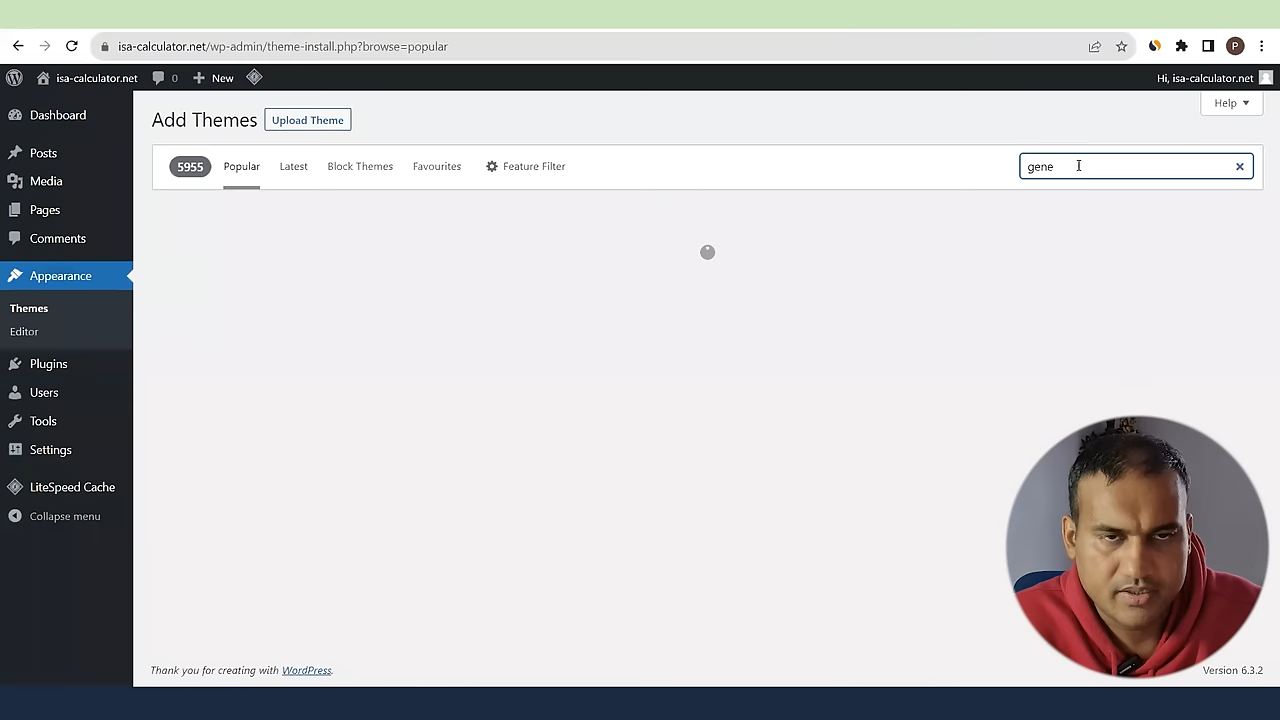 isa-calculator.net/wp-admin/theme-install.php?browse=popular
P
isa-calculator.net
0
New
Hi, isa-calculator.net
Dashboard
Posts
Media
Pages
Comments
Appearance
Themes
Editor
Plugins
Users
Tools
Settings
LiteSpeed Cache
Collapse menu
Help
Add Themes
Upload Theme
5955
Popular
Latest
Block Themes
Favourites
Feature Filter
gene
Thank you for creating with WordPress.
Version 6.3.2